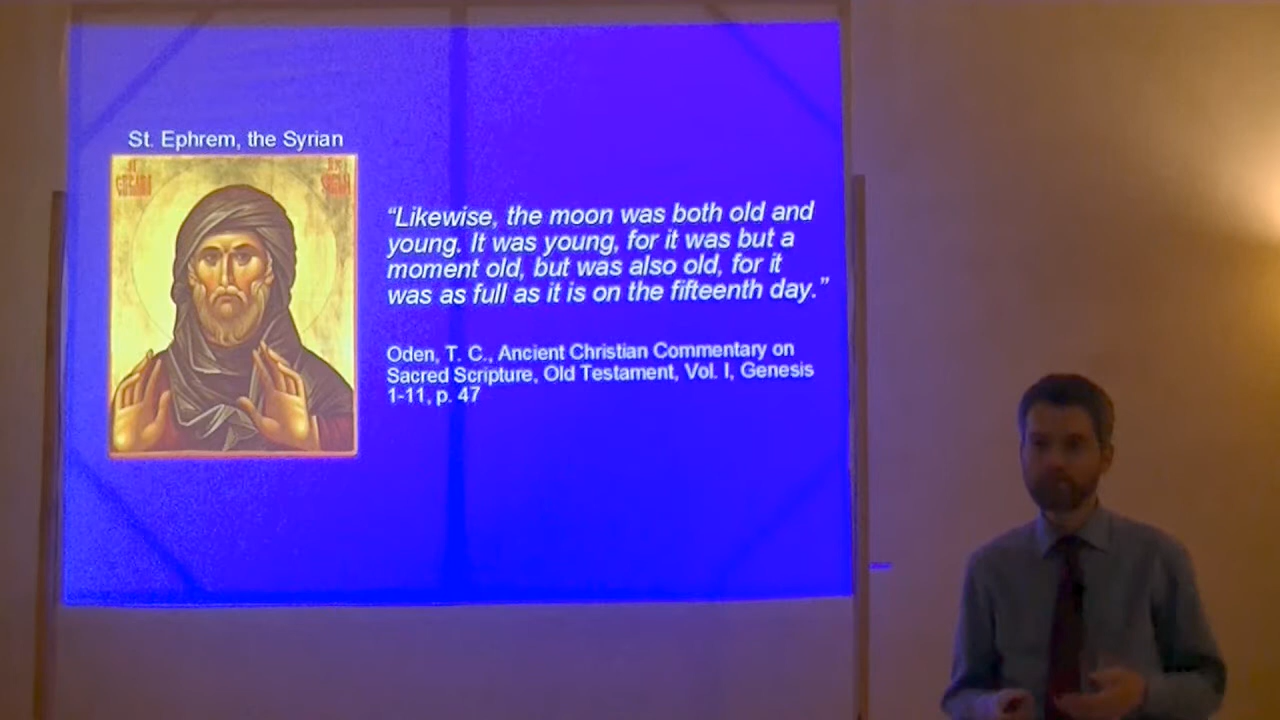 St. Ephrem, the Syrian
“Likewise, the moon was both old and
young. It was young, for it was but a
moment old, but was also old, for it
was as full as it is on the fifteenth day.”
Oden, T. C., Ancient Christian Commentary on
Sacred Scripture, Old Testament, Vol. I, Genesis
1-11, p. 47